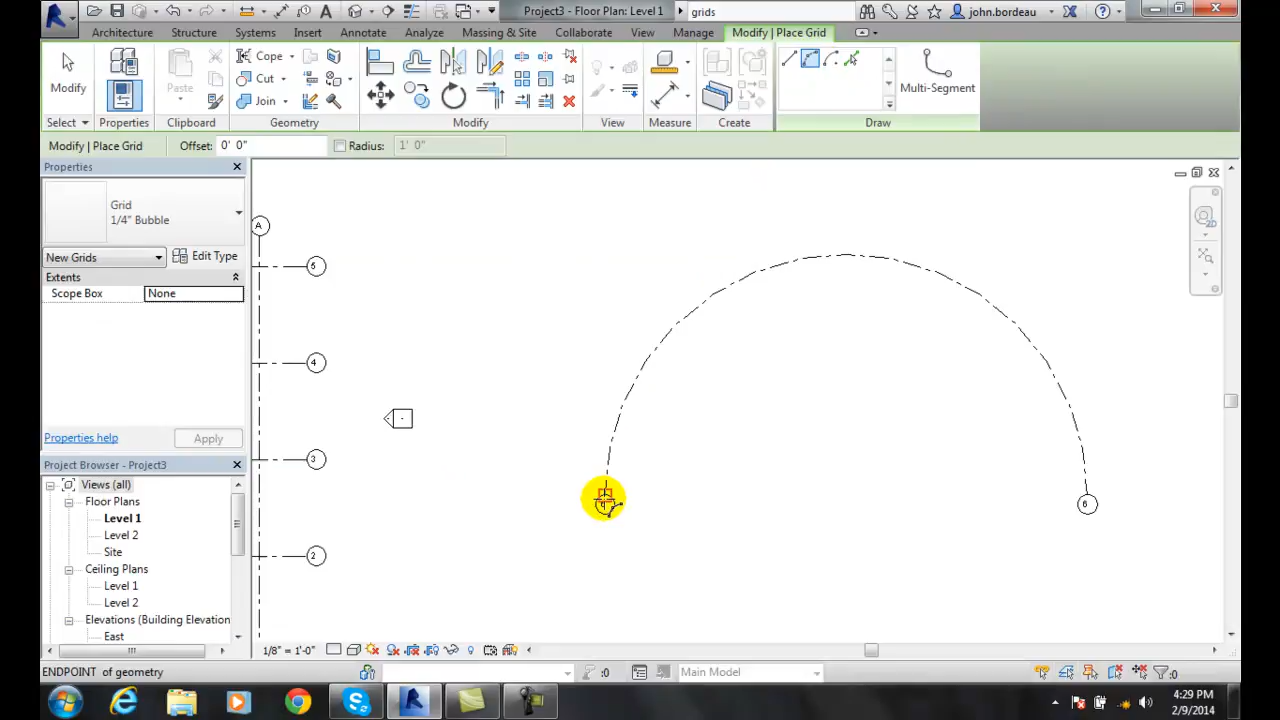 Project3 - Floor Plan: Level 1
grids
john.bordeau
Architecture Structure Systems Insert Annotate Analyze Massing & Site Collaborate View Manage Modify | Place Grid
Modify
Properties
Paste
Cope
Cut
Join
Multi-Segment
Select Properties Clipboard Geometry Modify View Measure Create Draw
Modify | Place Grid Offset: 0' 0" Radius: 1' 0"
Properties
Grid
1/4" Bubble
New Grids Edit Type
Extents
Scope Box None
Properties help Apply
Project Browser - Project3
Views (all)
Floor Plans
Level 1
Level 2
Site
Ceiling Plans
Level 1
Level 2
Elevations (Building Elevation
East
A
5
4
3
2
6
1/8" = 1'-0"
ENDPOINT of geometry
:0
Main Model
:0
4:29 PM
2/9/2014